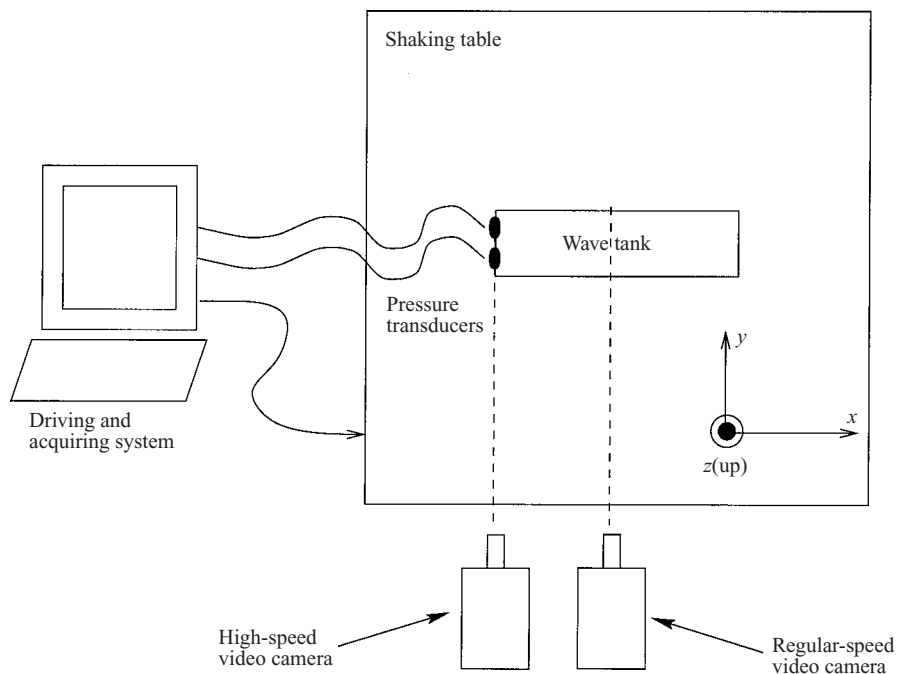 Shaking table
Wave tank
Pressure
transducers
y
x
z(up)
Driving and
acquiring system
High-speed
video camera
Regular-speed
video camera